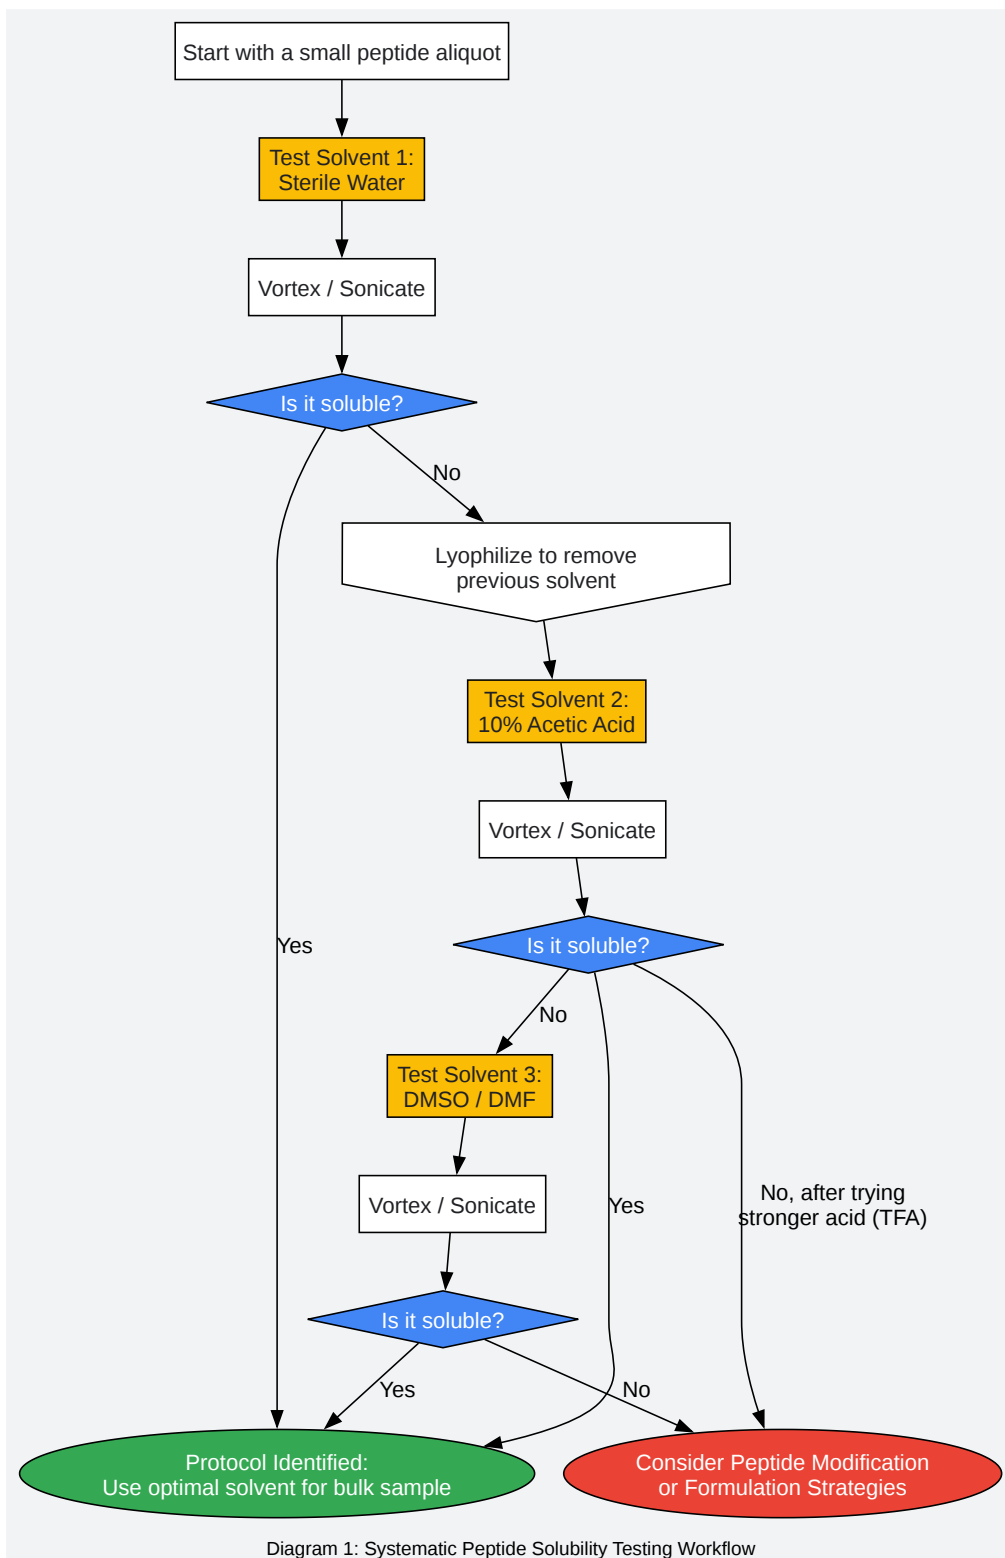 Start with a small peptide aliquot
Test Solvent 1:
Sterile Water
Vortex / Sonicate
Is it soluble?
No
Lyophilize to remove
previous solvent
Test Solvent 2:
10% Acetic Acid
Vortex / Sonicate
Yes
Is it soluble?
No
Test Solvent 3:
DMSO / DMF
Vortex / Sonicate
Yes
No, after trying
stronger acid (TFA)
Is it soluble?
Yes
No
Protocol Identified:
Use optimal solvent for bulk sample
Consider Peptide Modification
or Formulation Strategies
Diagram 1: Systematic Peptide Solubility Testing Workflow